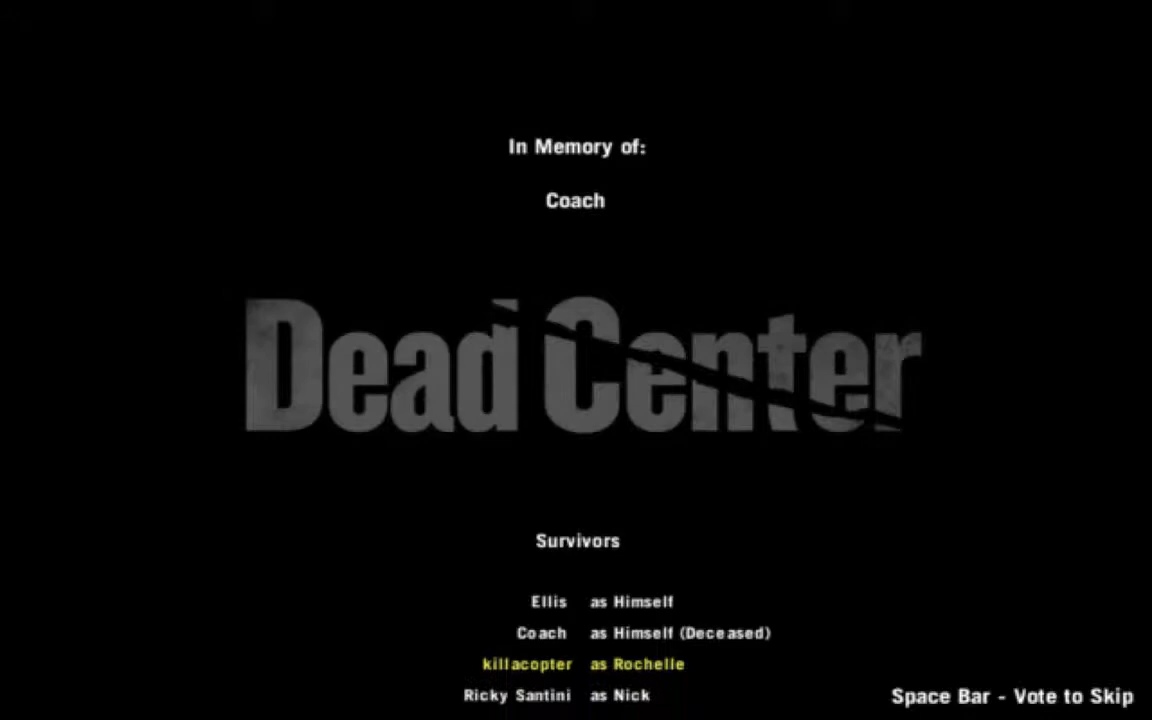 In Memory of:
Coach
Dead Center
Survivors
Ellis as Himself
Coach as Himself (Deceased)
killacopter as Rochelle
Ricky Santini as Nick
Space Bar - Vote to Skip